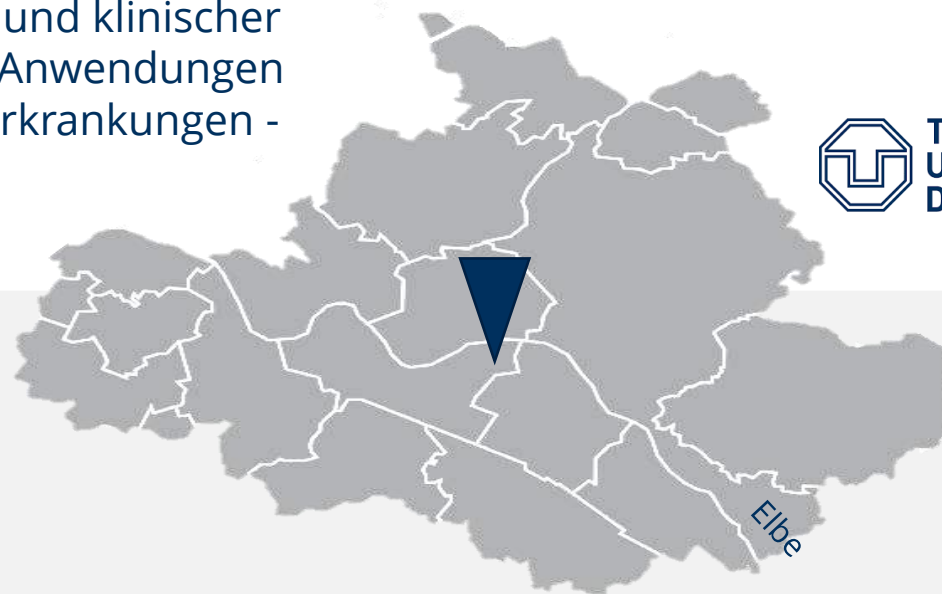 und klinischer
Anwendungen
rkrankungen -
T
U
D
Elbe